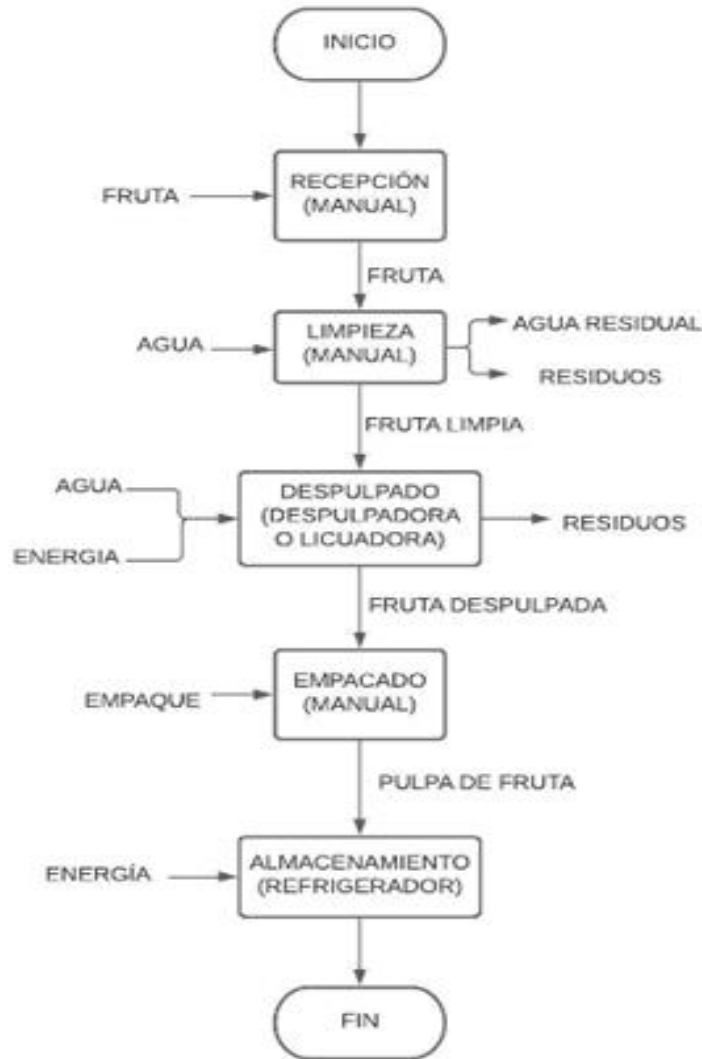 INICIO
RECEPCIÓN
(MANUAL)
FRUTA
FRUTA
LIMPIEZA
(MANUAL)
AGUA
AGUA RESIDUAL
RESIDUOS
FRUTA LIMPIA
AGUA
ENERGIA
DESPULPADO
(DESPULPADORA
O LICUADORA)
RESIDUOS
FRUTA DESPULPADA
EMPAQUE
EMPACADO
(MANUAL)
PULPA DE FRUTA
ENERGÍA
ALMACENAMIENTO
(REFRIGERADOR)
FIN